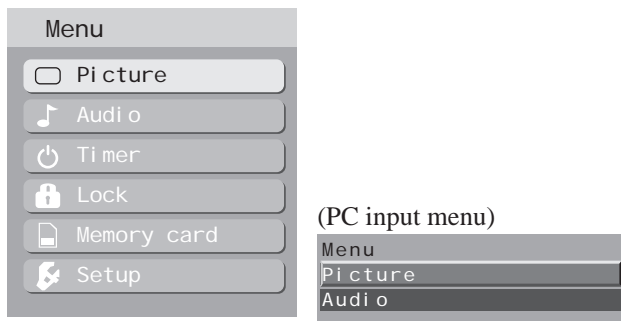 Menu
Picture
Audio
Timer
Lock
Memory card
Setup
(PC input menu)
Menu
Picture
Audio